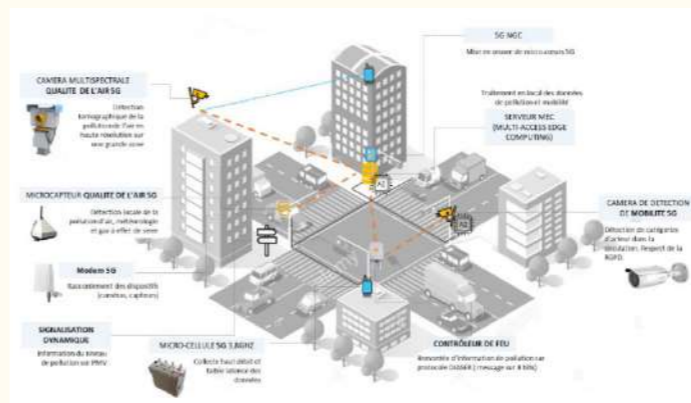 5G NGC
Mise en œuvre de microcœurs 5G
CAMERA MULTISPECTRALE
QUALITE DE L'AIR 5G
Détection
tomographique de la
pollution de l'air en
haute résolution sur
une grande zone
Traitement en local des données
de pollution et mobilité
SERVEUR MEC
(MULTI-ACCESS EDGE
COMPUTING)
AI
MICROCAPTEUR QUALITE DE L'AIR 5G
Détection locale de la
pollution d'air, météorologie
et gaz à effet de serre
CAMERA DE DETECTION
DE MOBILITE 5G
Détection de catégories
d'acteur dans la
circulation, respect de la
RGPD.
Modem 5G
Raccordement des dispositifs
(caméras, capteurs)
SIGNALISATION
DYNAMIQUE
Information du niveau
de pollution sur PMV
MICRO-CELLULE 5G 3,8GHZ
Collecte haut débit et
faible latence des
données
CONTRÔLEUR DE FEU
Remontée d'information de pollution sur
protocole DIASER ( message sur 8 bits)